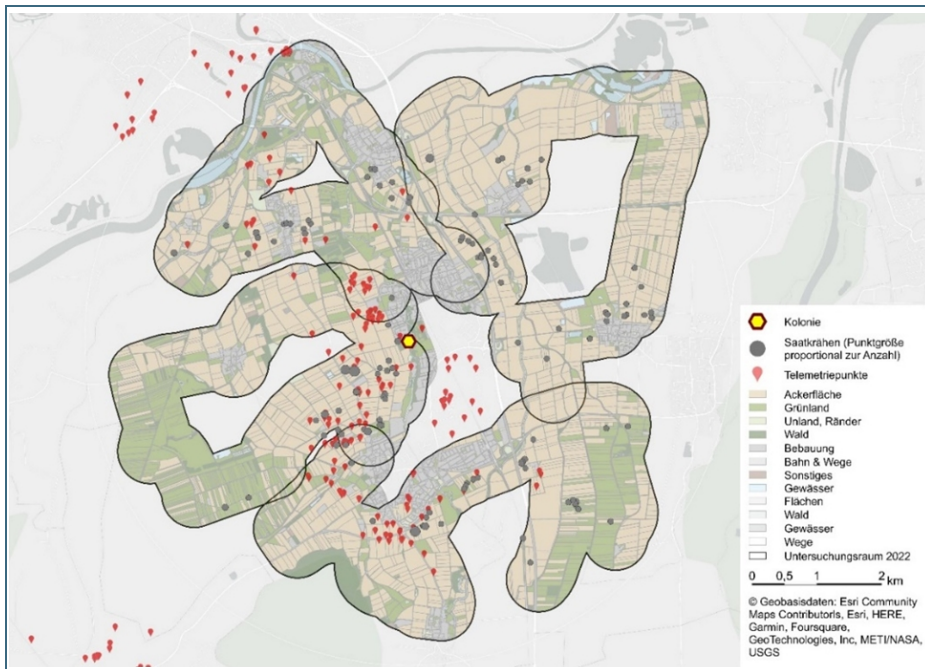 Kolonie
Saatkrähen (Punktgröße
proportional zur Anzahl)
Telemetriepunkte
Ackerfläche
Grünland
Unland, Ränder
Wald
Bebauung
Bahn & Wege
Sonstiges
Gewässer
Flächen
Wald
Gewässer
Wege
Untersuchungsraum 2022
0 0,5 1 2
km
© Geobasisdaten: Esri Community
Maps Contributoris, Esri, HERE,
Garmin, Foursquare,
GeoTechnologies, Inc, METI/NASA,
USGS